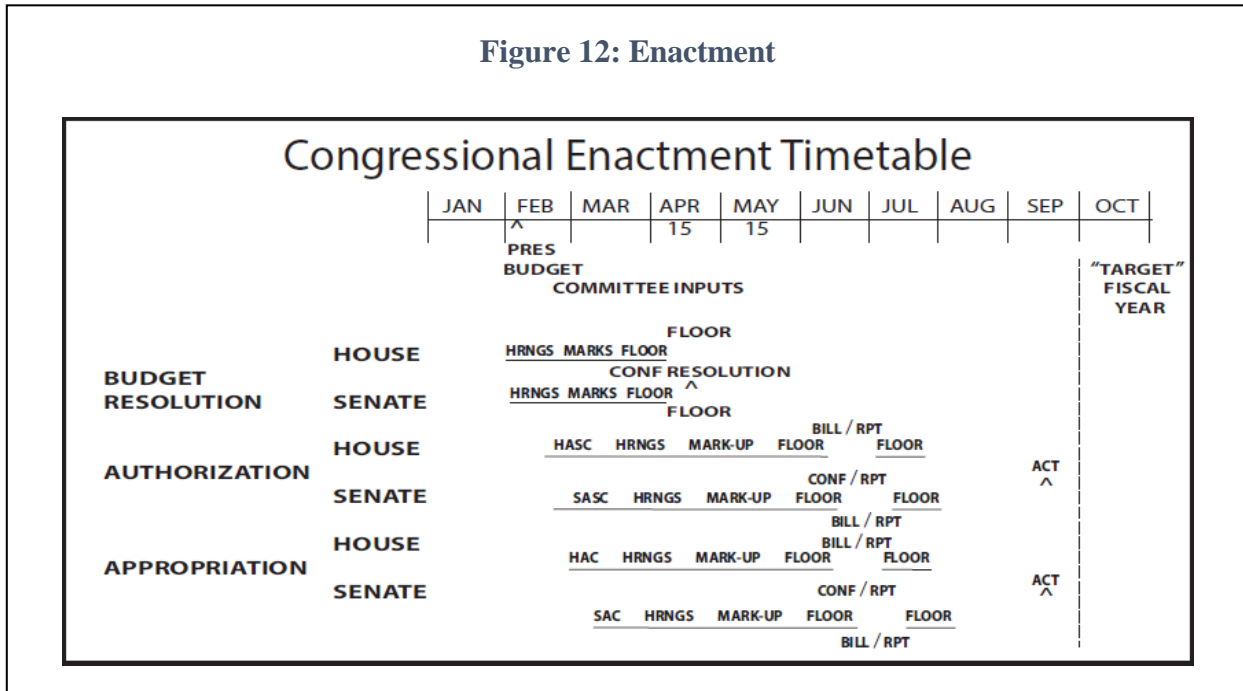 Figure 12: Enactment
Congressional Enactment Timetable
JAN FEB MAR APR MAY JUN JUL AUG SEP OCT
^ 15 15
PRES
BUDGET
COMMITTEE INPUTS
"TARGET"
FISCAL
YEAR
FLOOR
HOUSE HRNGS MARKS FLOOR
CONF RESOLUTION
^
BUDGET
RESOLUTION
SENATE HRNGS MARKS FLOOR
FLOOR
BILL / RPT
HOUSE HASC HRNGS MARK-UP FLOOR FLOOR
AUTHORIZATION
CONF / RPT
ACT
^
SENATE SASC HRNGS MARK-UP FLOOR FLOOR
BILL / RPT
HOUSE BILL / RPT
HAC HRNGS MARK-UP FLOOR FLOOR
APPROPRIATION
SENATE CONF / RPT
ACT
^
SAC HRNGS MARK-UP FLOOR FLOOR
BILL / RPT